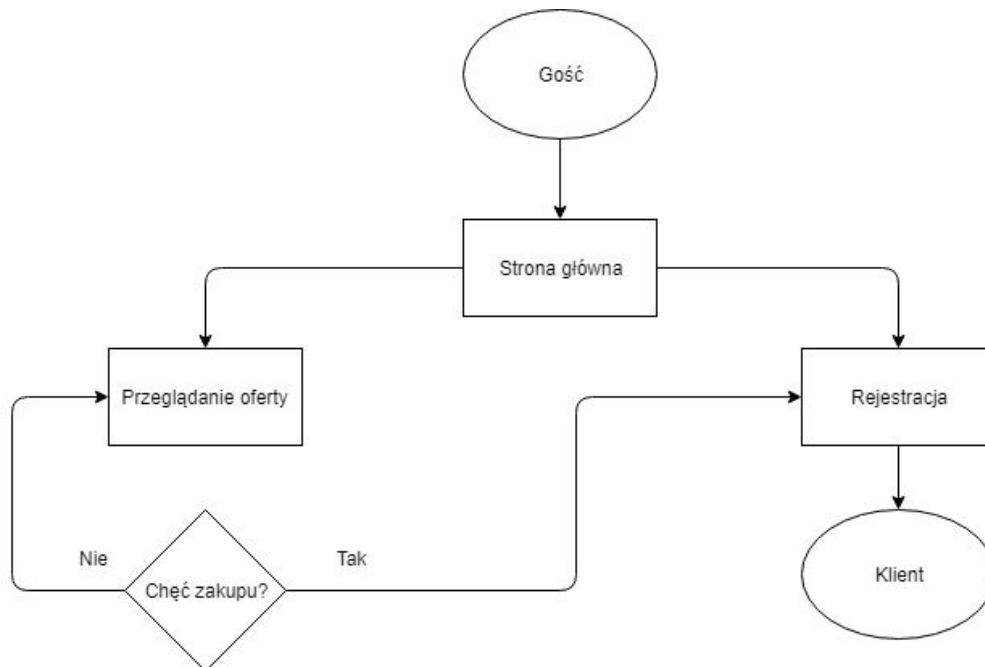 Gość
Strona główna
Przeglądanie oferty
Rejestracja
Nie
Tak
Chęć zakupu?
Klient